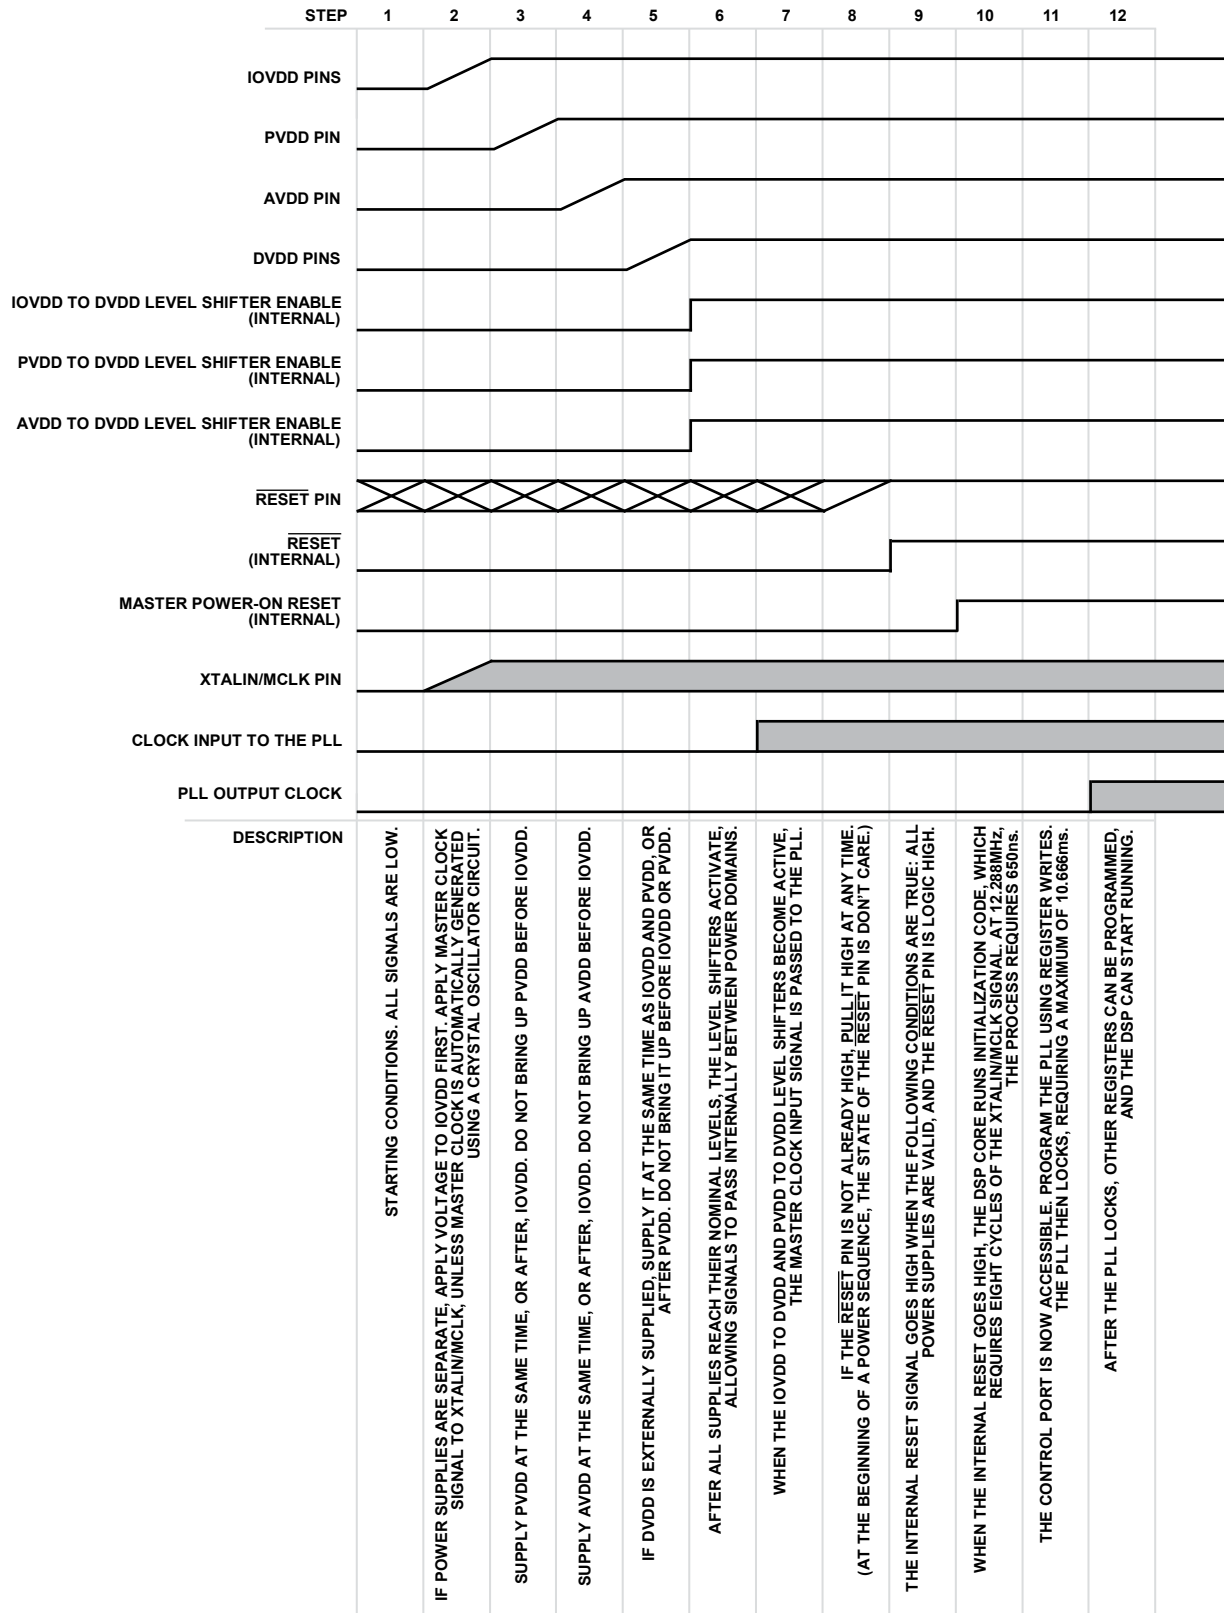 STEP 1 2 3 4 5 6 7 8 9 10 11 12
IOVDD PINS
PVDD PIN
AVDD PIN
DVDD PINS
IOVDD TO DVDD LEVEL SHIFTER ENABLE
(INTERNAL)
PVDD TO DVDD LEVEL SHIFTER ENABLE
(INTERNAL)
AVDD TO DVDD LEVEL SHIFTER ENABLE
(INTERNAL)
RESET PIN
RESET
(INTERNAL)
MASTER POWER-ON RESET
(INTERNAL)
XTALIN/MCLK PIN
CLOCK INPUT TO THE PLL
PLL OUTPUT CLOCK
DESCRIPTION
STARTING CONDITIONS. ALL SIGNALS ARE LOW.
IF POWER SUPPLIES ARE SEPARATE, APPLY VOLTAGE TO IOVDD FIRST. APPLY MASTER CLOCK
SIGNAL TO XTALIN/MCLK, UNLESS MASTER CLOCK IS AUTOMATICALLY GENERATED
USING A CRYSTAL OSCILLATOR CIRCUIT.
SUPPLY PVDD AT THE SAME TIME, OR AFTER, IOVDD. DO NOT BRING UP PVDD BEFORE IOVDD.
SUPPLY AVDD AT THE SAME TIME, OR AFTER, IOVDD. DO NOT BRING UP AVDD BEFORE IOVDD.
IF DVDD IS EXTERNALLY SUPPLIED, SUPPLY IT AT THE SAME TIME AS IOVDD AND PVDD, OR
AFTER PVDD. DO NOT BRING IT UP BEFORE IOVDD OR PVDD.
AFTER ALL SUPPLIES REACH THEIR NOMINAL LEVELS, THE LEVEL SHIFTERS ACTIVATE,
ALLOWING SIGNALS TO PASS INTERNALLY BETWEEN POWER DOMAINS.
WHEN THE IOVDD TO DVDD AND PVDD TO DVDD LEVEL SHIFTERS BECOME ACTIVE,
THE MASTER CLOCK INPUT SIGNAL IS PASSED TO THE PLL.
IF THE RESET PIN IS NOT ALREADY HIGH, PULL IT HIGH AT ANY TIME.
(AT THE BEGINNING OF A POWER SEQUENCE, THE STATE OF THE RESET PIN IS DON'T CARE.)
THE INTERNAL RESET SIGNAL GOES HIGH WHEN THE FOLLOWING CONDITIONS ARE TRUE: ALL
POWER SUPPLIES ARE VALID, AND THE RESET PIN IS LOGIC HIGH.
WHEN THE INTERNAL RESET GOES HIGH, THE DSP CORE RUNS INITIALIZATION CODE, WHICH
REQUIRES EIGHT CYCLES OF THE XTALIN/MCLK SIGNAL. AT 12.288MHz,
THE PROCESS REQUIRES 650ns.
THE CONTROL PORT IS NOW ACCESSIBLE. PROGRAM THE PLL USING REGISTER WRITES.
THE PLL THEN LOCKS, REQUIRING A MAXIMUM OF 10.666ms.
AFTER THE PLL LOCKS, OTHER REGISTERS CAN BE PROGRAMMED,
AND THE DSP CAN START RUNNING.